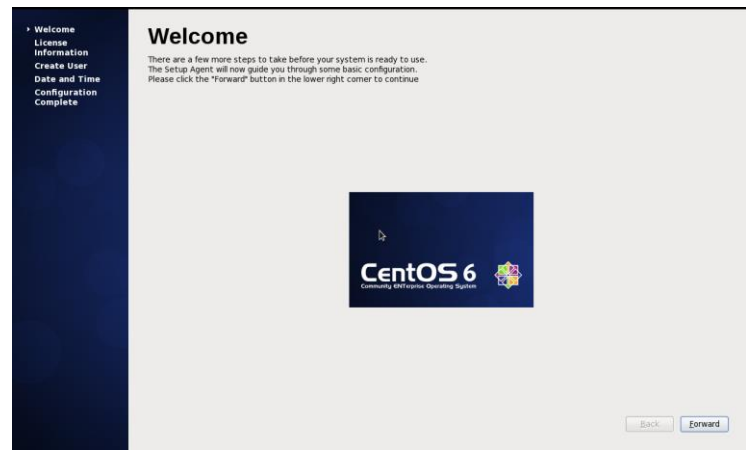 Welcome
License
Information
Create User
Date and Time
Configuration
Complete
Welcome
There are a few more steps to take before your system is ready to use.
The Setup Agent will now guide you through some basic configuration.
Please click the "Forward" button in the lower right corner to continue
CentOS 6
Community ENTerprise Operating System
Back
Forward